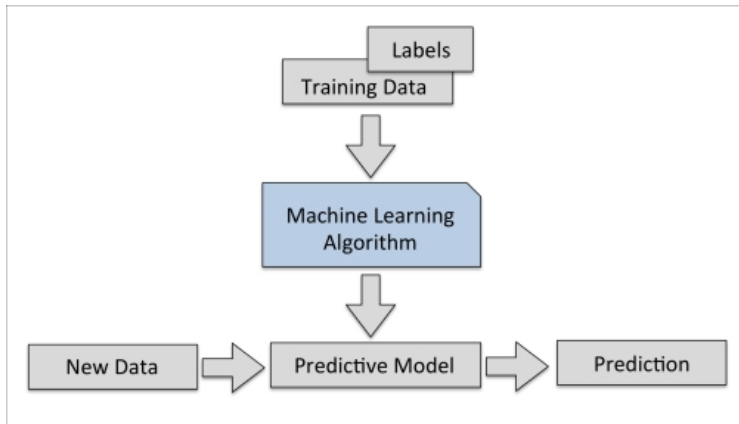 Labels
Training Data
Machine Learning
Algorithm
New Data
Predictive Model
Prediction